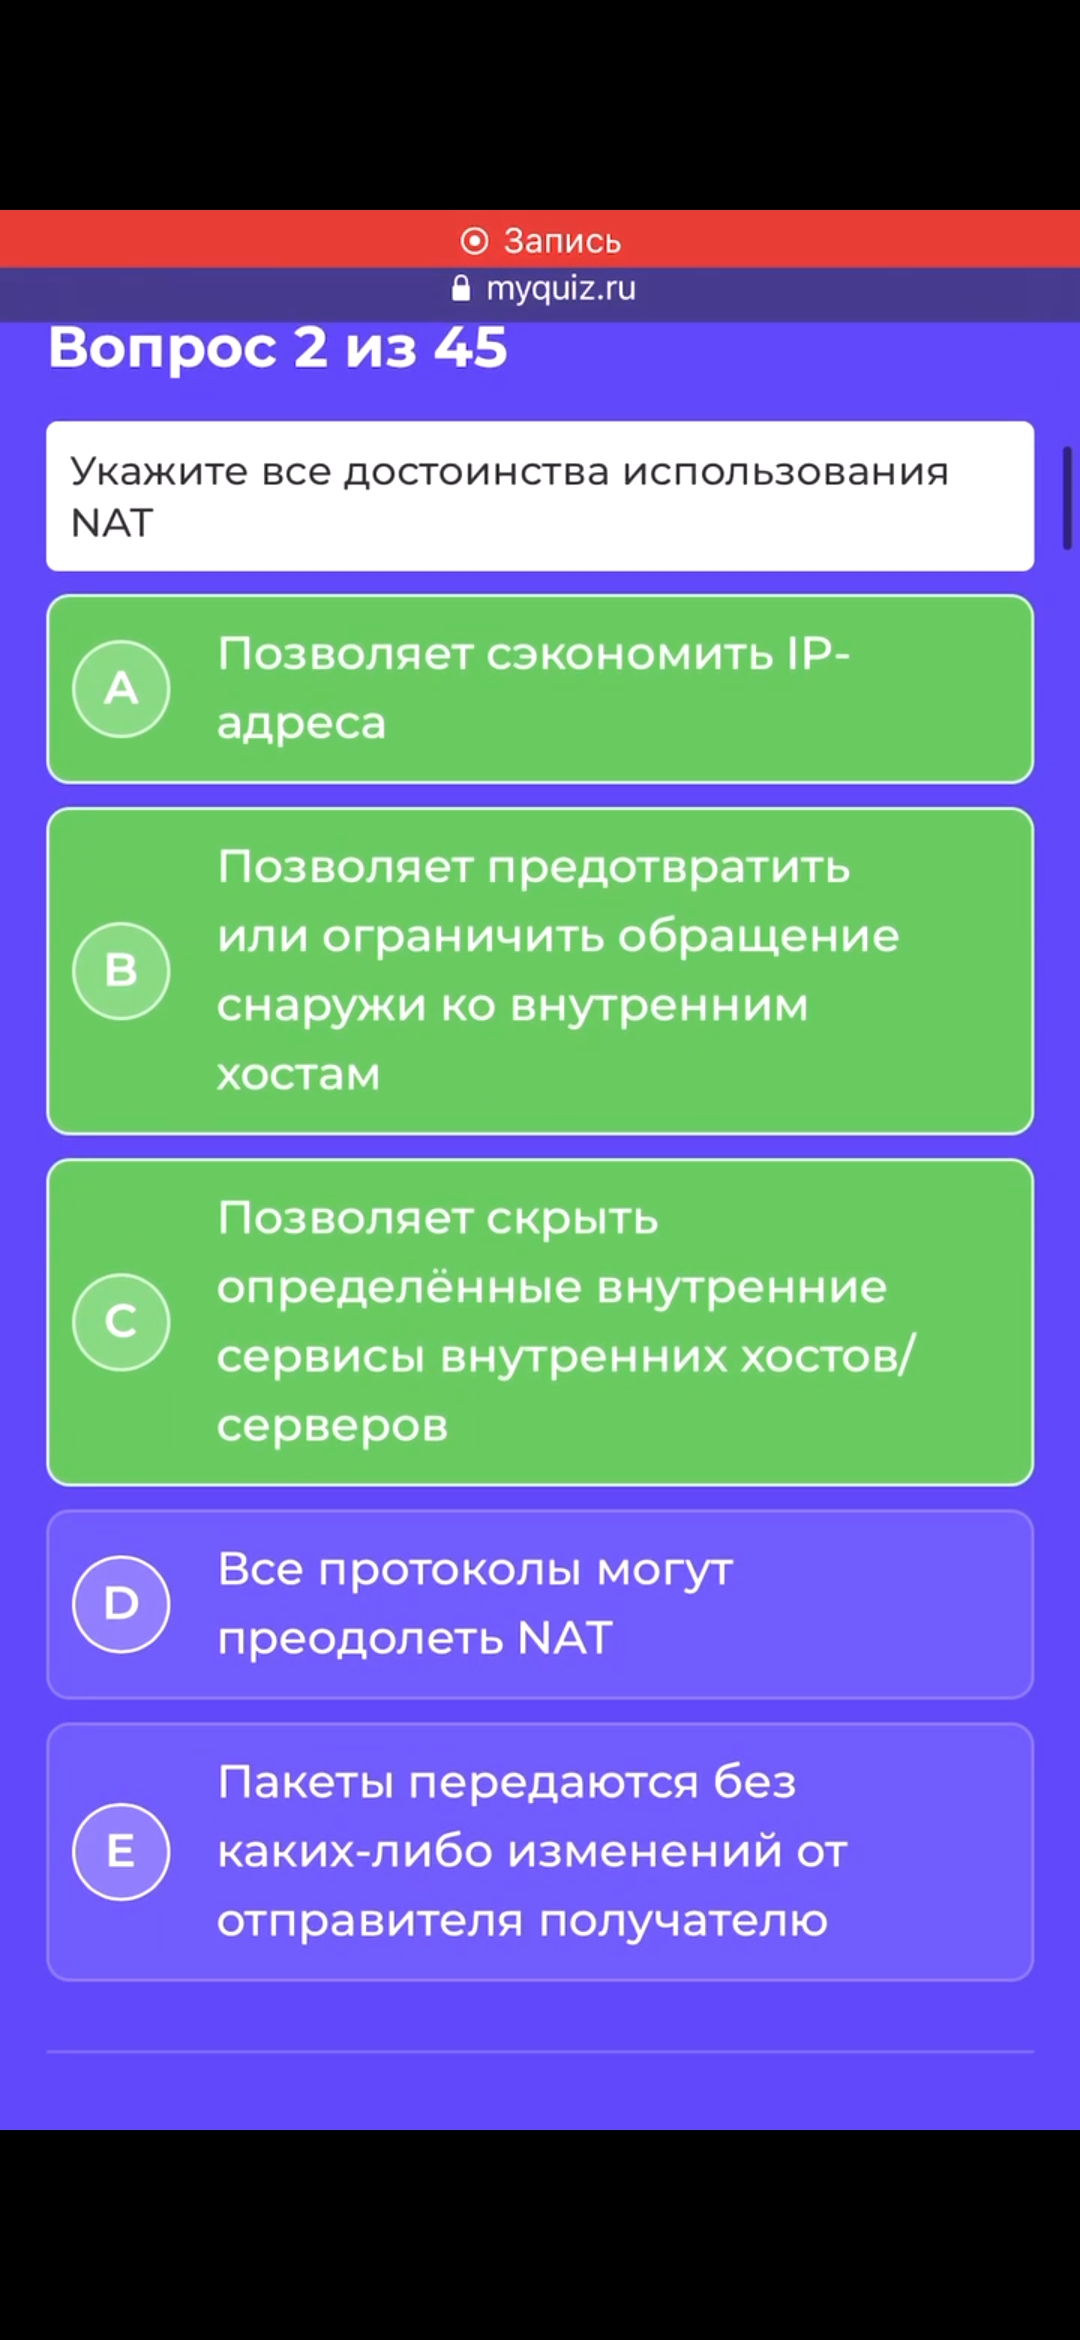 Запись
myquiz.ru
Вопрос 2 из 45
Укажите все достоинства использования
NAT
A
Позволяет сэкономить IP-
адреса
B
Позволяет предотвратить
или ограничить обращение
снаружи ко внутренним
хостам
C
Позволяет скрыть
определённые внутренние
сервисы внутренних хостов/
серверов
D
Все протоколы могут
преодолеть NAT
E
Пакеты передаются без
каких-либо изменений от
отправителя получателю